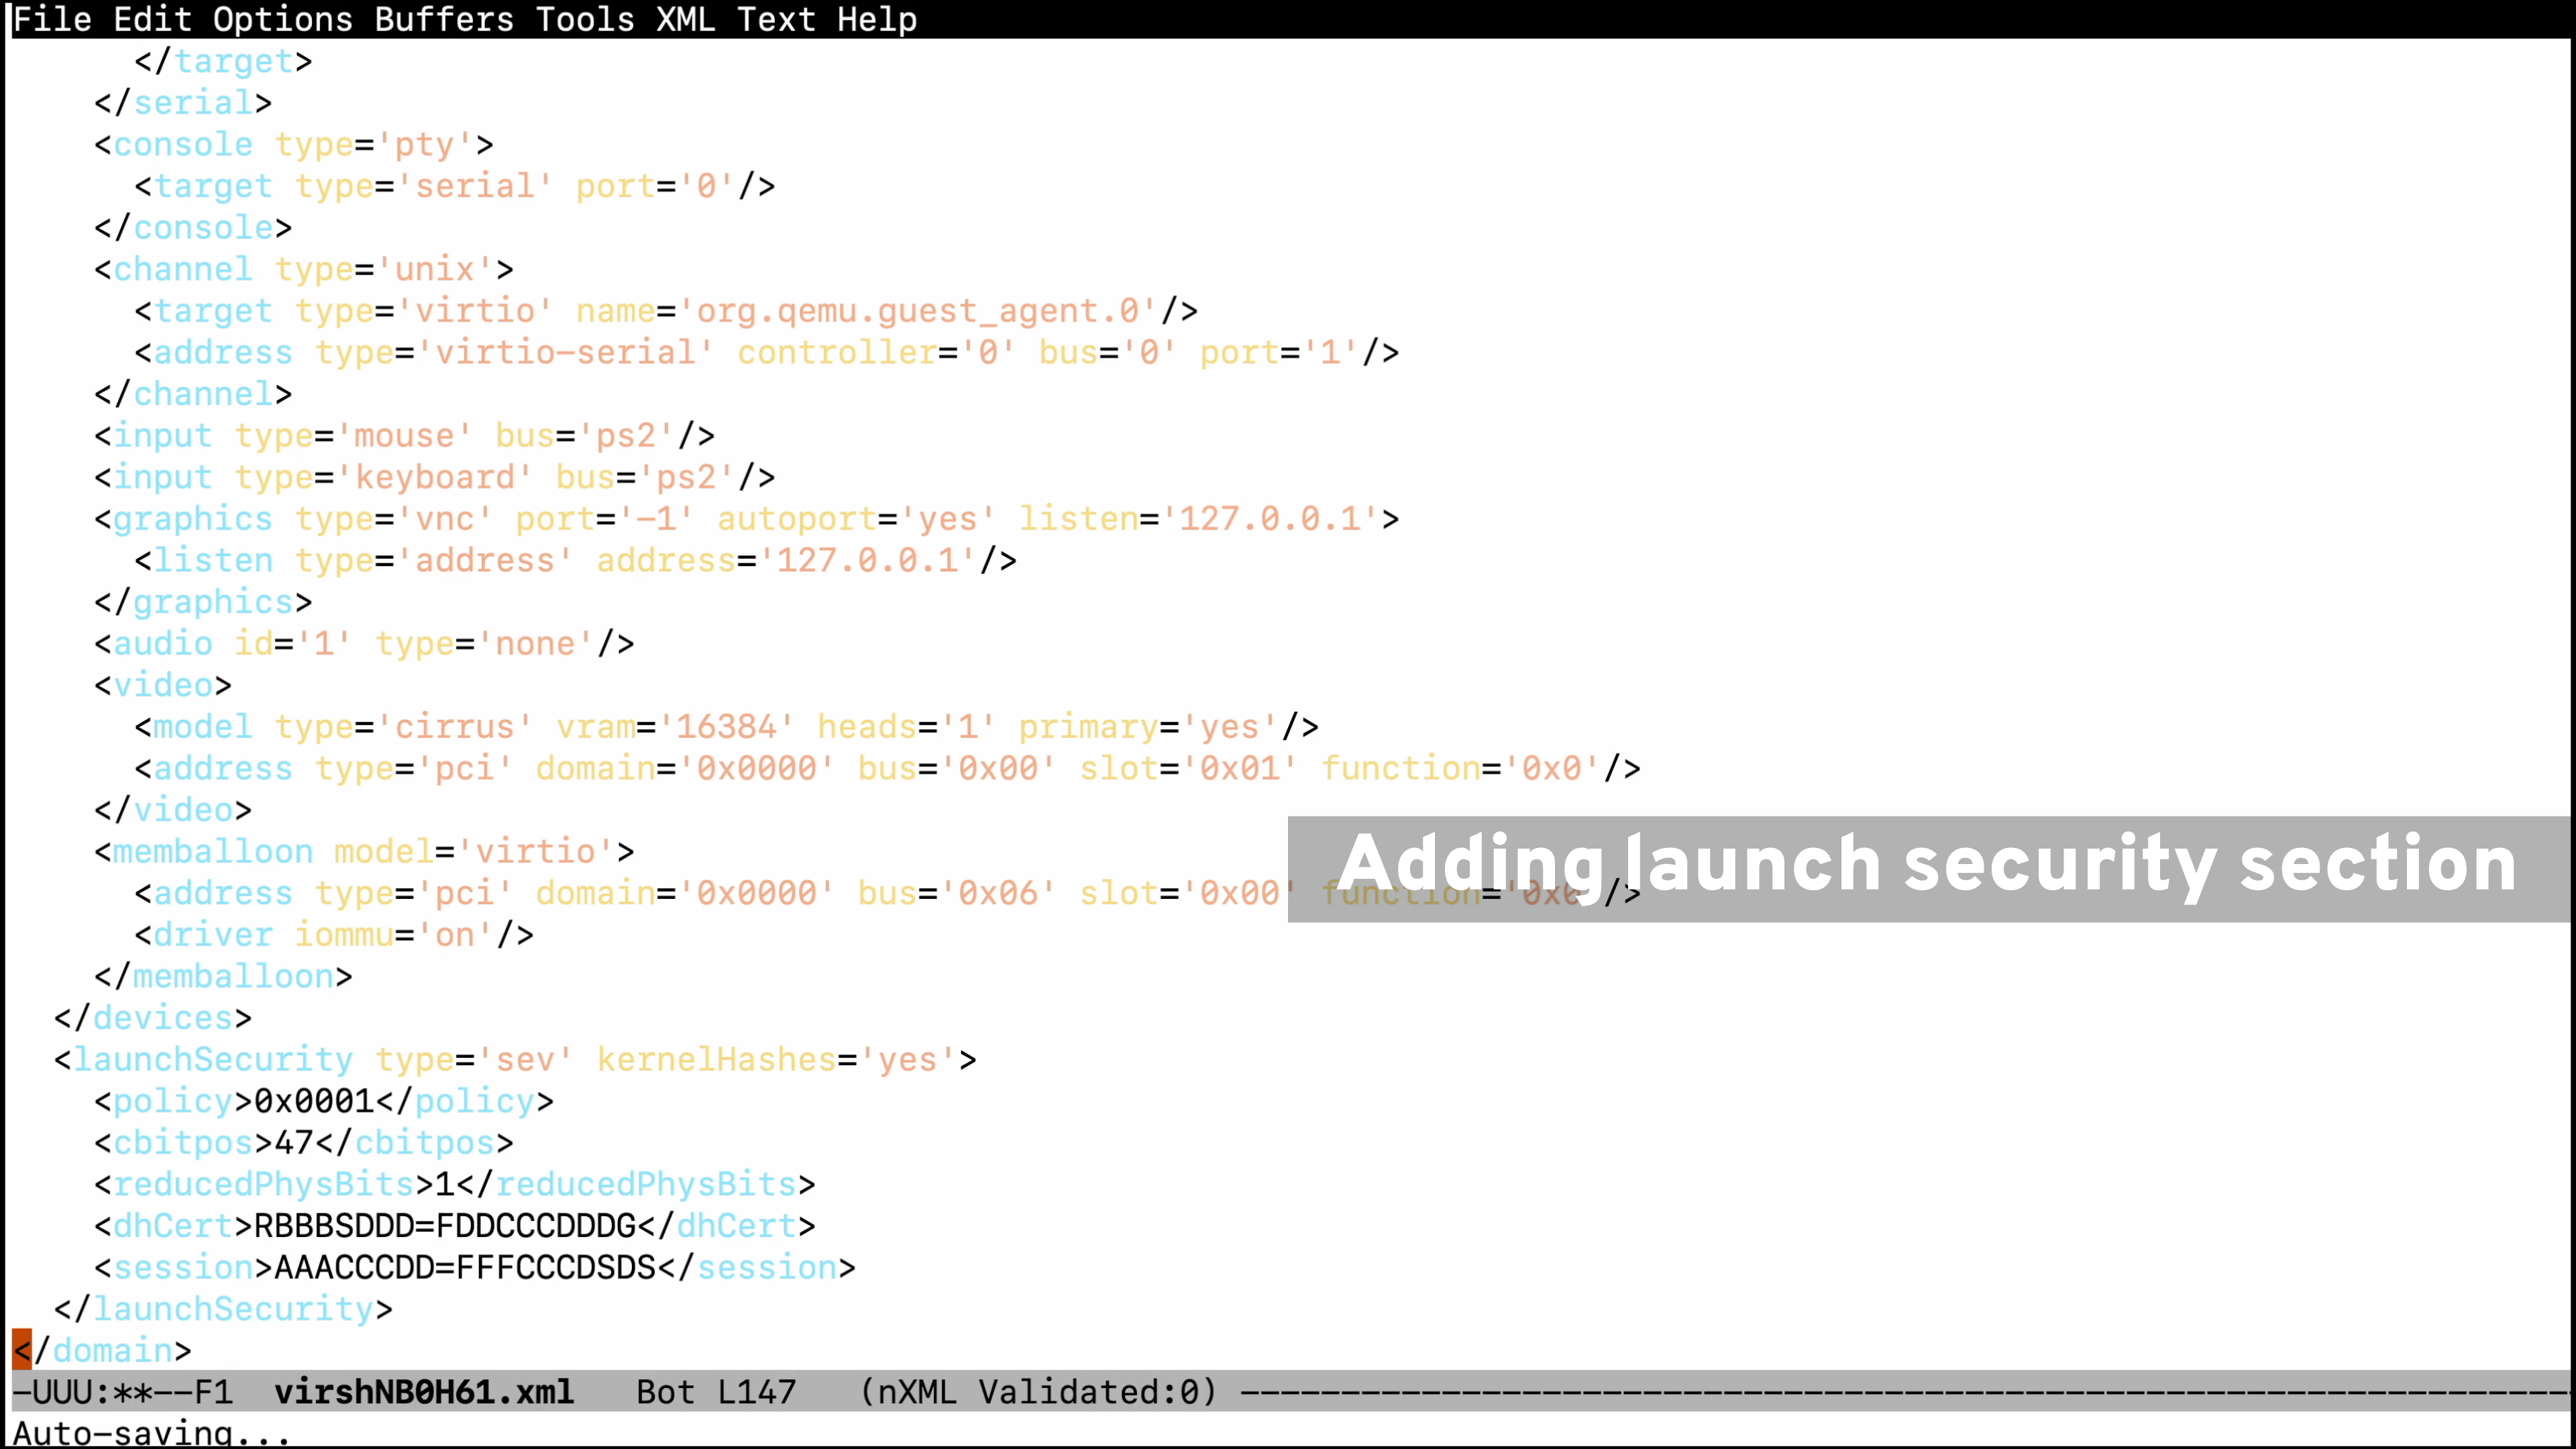 File Edit Options Buffers Tools XML Text Help
      </target>
    </serial>
    <console type='pty'>
      <target type='serial' port='0'/>
    </console>
    <channel type='unix'>
      <target type='virtio' name='org.qemu.guest_agent.0'/>
      <address type='virtio-serial' controller='0' bus='0' port='1'/>
    </channel>
    <input type='mouse' bus='ps2'/>
    <input type='keyboard' bus='ps2'/>
    <graphics type='vnc' port='-1' autoport='yes' listen='127.0.0.1'>
      <listen type='address' address='127.0.0.1'/>
    </graphics>
    <audio id='1' type='none'/>
    <video>
      <model type='cirrus' vram='16384' heads='1' primary='yes'/>
      <address type='pci' domain='0x0000' bus='0x00' slot='0x01' function='0x0'/>
    </video>
    <memballoon model='virtio'>
Adding launch security section
      <address type='pci' domain='0x0000' bus='0x06' slot='0x00' function='0x0'/>
      <driver iommu='on'/>
    </memballoon>
  </devices>
  <launchSecurity type='sev' kernelHashes='yes'>
    <policy>0x0001</policy>
    <cbitpos>47</cbitpos>
    <reducedPhysBits>1</reducedPhysBits>
    <dhCert>RBBBSDDD=FDDCCCDDDG</dhCert>
    <session>AAACCCDD=FFFCCCDSDS</session>
  </launchSecurity>
</domain>
-UUU:**--F1  virshNB0H61.xml   Bot L147   (nXML Validated:0) ------------------------------------------------------------------
Auto-saving...